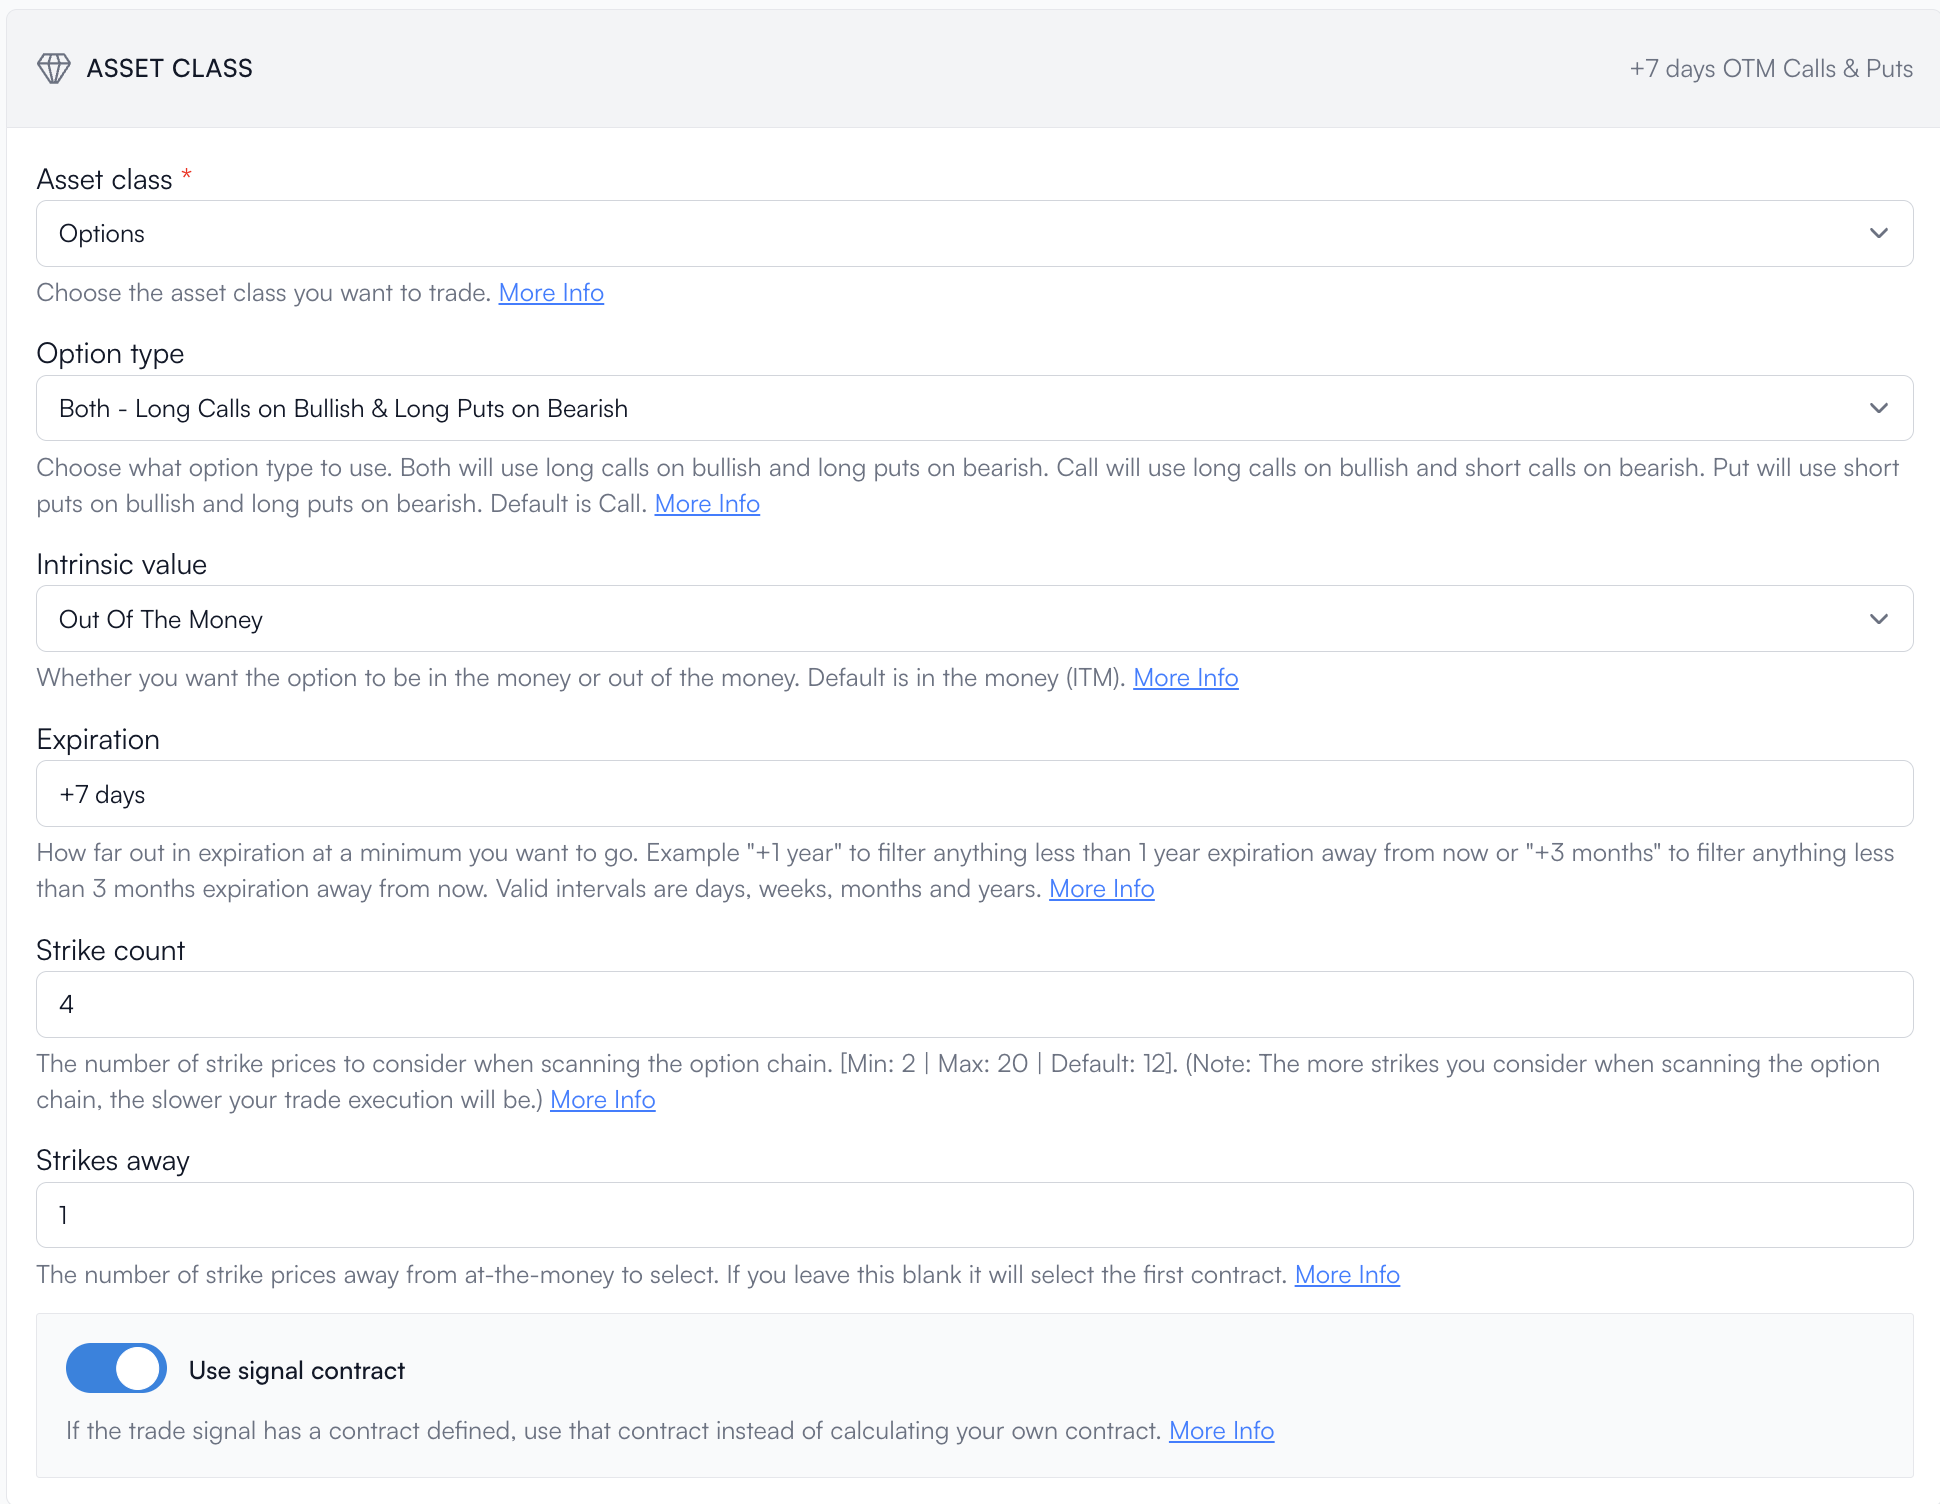 ASSET CLASS
+7 days OTM Calls & Puts
Asset class *
Options
Choose the asset class you want to trade. More Info
Option type
Both - Long Calls on Bullish & Long Puts on Bearish
Choose what option type to use. Both will use long calls on bullish and long puts on bearish. Call will use long calls on bullish and short calls on bearish. Put will use short
puts on bullish and long puts on bearish. Default is Call. More Info
Intrinsic value
Out Of The Money
Whether you want the option to be in the money or out of the money. Default is in the money (ITM). More Info
Expiration
+7 days
How far out in expiration at a minimum you want to go. Example "+1 year" to filter anything less than 1 year expiration away from now or "+3 months" to filter anything less
than 3 months expiration away from now. Valid intervals are days, weeks, months and years. More Info
Strike count
4
The number of strike prices to consider when scanning the option chain. [Min: 2 | Max: 20 | Default: 12]. (Note: The more strikes you consider when scanning the option
chain, the slower your trade execution will be.) More Info
Strikes away
1
The number of strike prices away from at-the-money to select. If you leave this blank it will select the first contract. More Info
Use signal contract
If the trade signal has a contract defined, use that contract instead of calculating your own contract. More Info